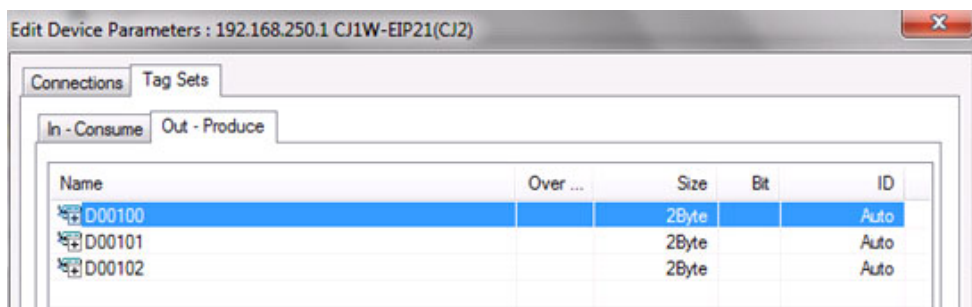 Edit Device Parameters : 192.168.250.1 CJ1W-EIP21(CJ2)
Connections Tag Sets
In - Consume Out - Produce
Name Over ... Size Bit ID
D00100 2Byte Auto
D00101 2Byte Auto
D00102 2Byte Auto